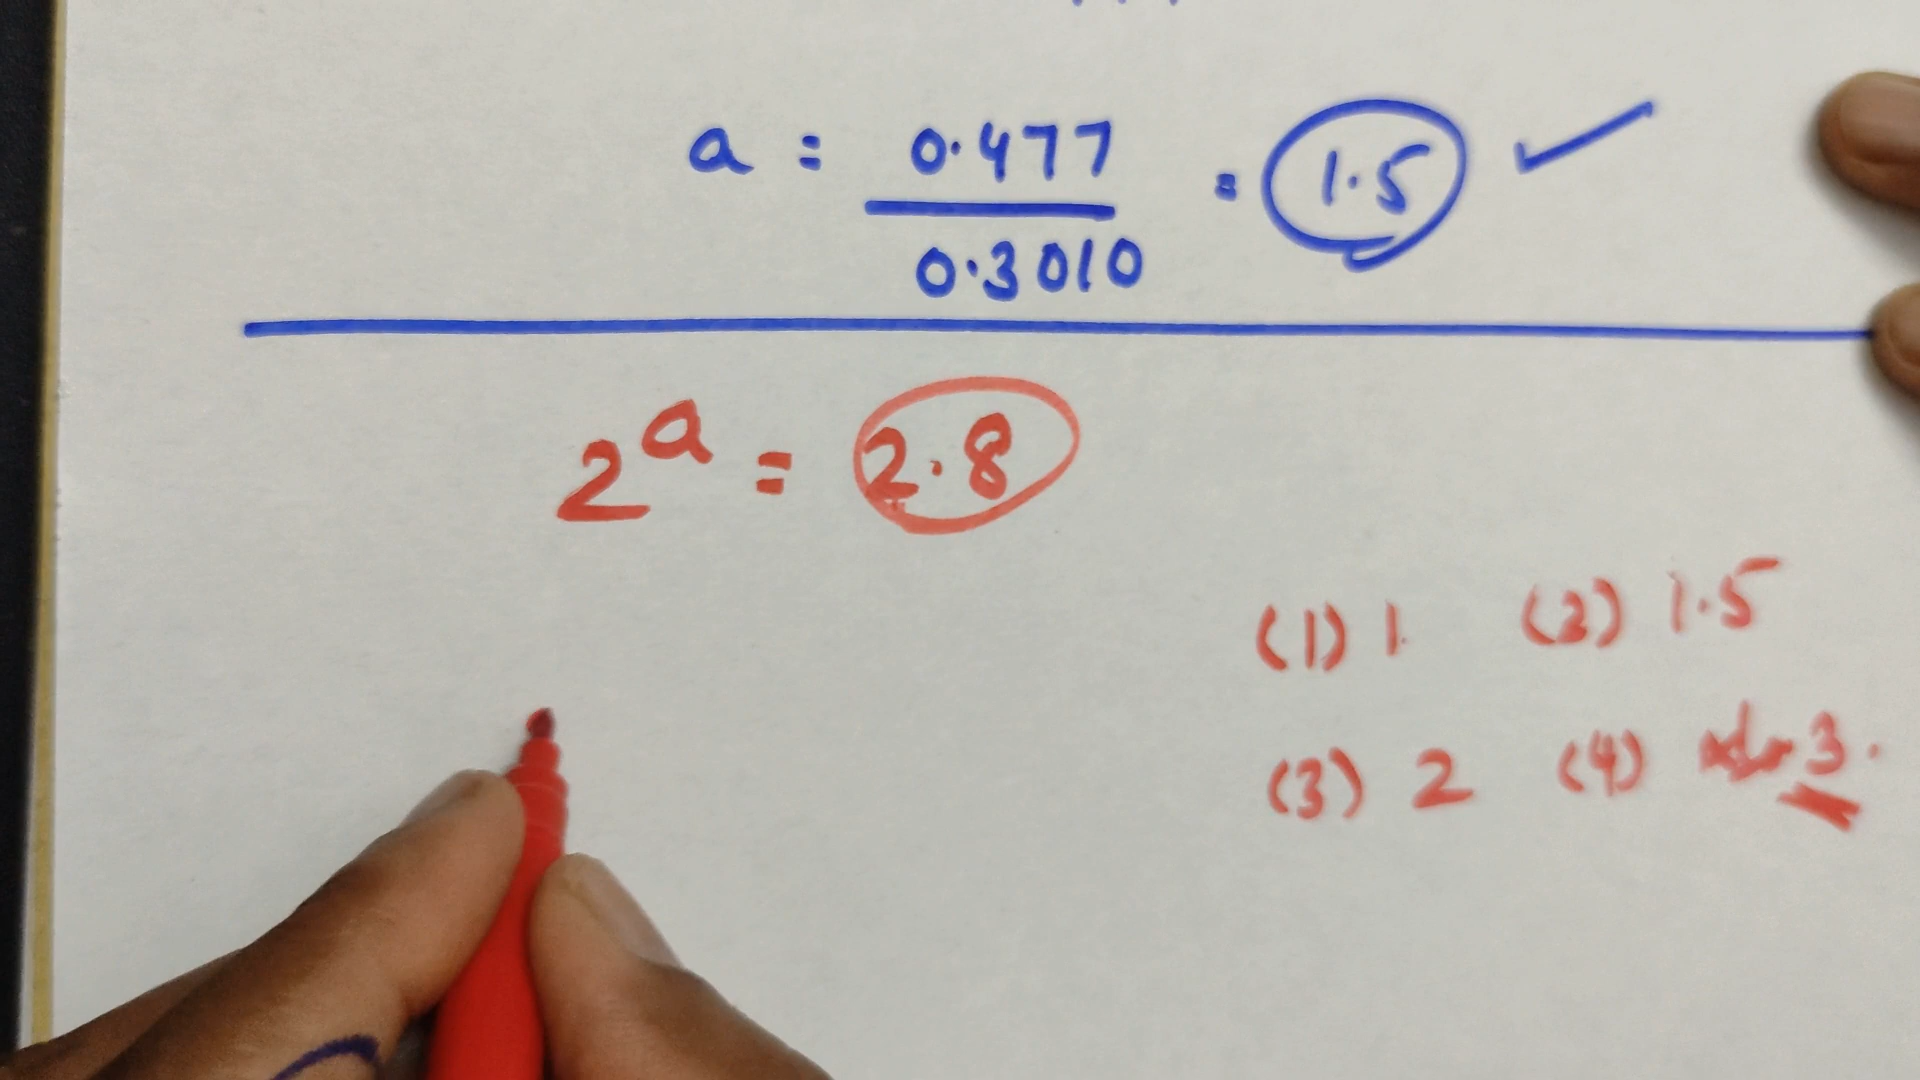 a = 0.477 / 0.3010 = 1.5 ✓
2^a = 2.8
(1) 1. (2) 1.5
(3) 2 (4) 3.